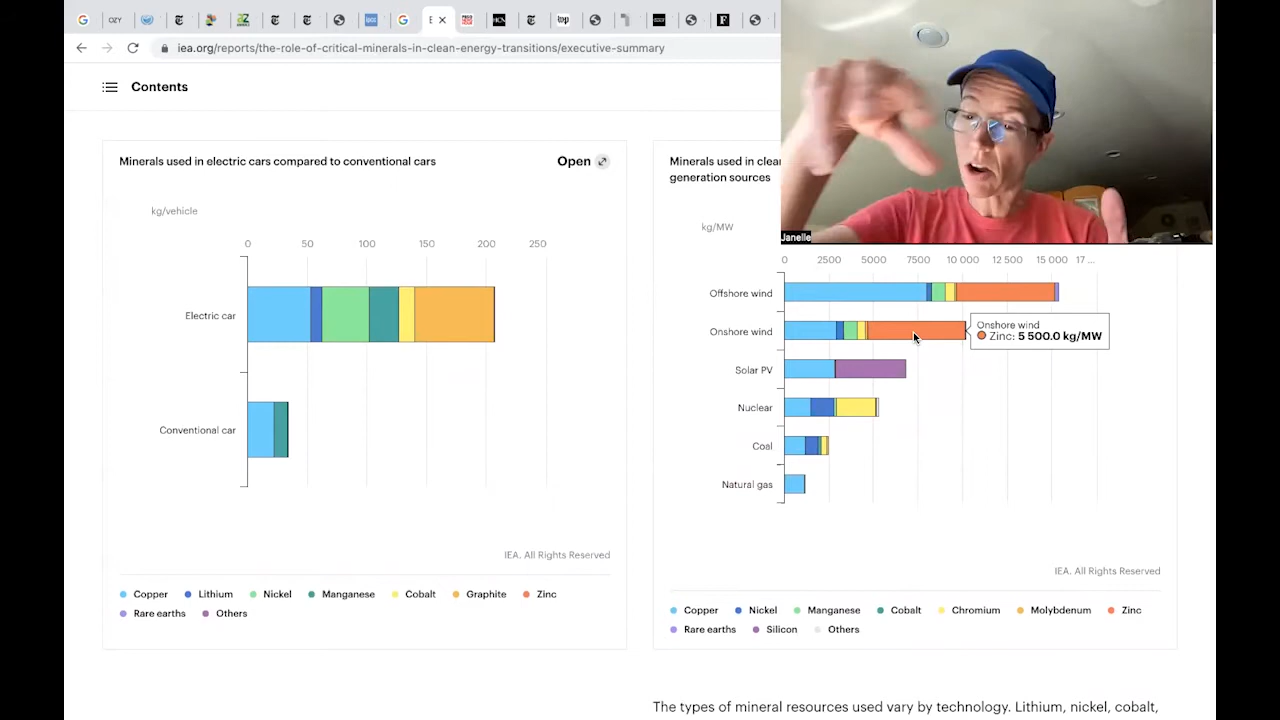 OZY
HCN
top
F
E
iea.org/reports/the-role-of-critical-minerals-in-clean-energy-transitions/executive-summary
Contents
Minerals used in electric cars compared to conventional cars
Open
kg/vehicle
0 50 100 150 200 250
Electric car
Conventional car
IEA. All Rights Reserved
Copper Lithium Nickel Manganese Cobalt Graphite Zinc
Rare earths Others
Minerals used in clea
generation sources
Janelle
kg/MW
0 2500 5000 7500 10 000 12 500 15 000 17 ...
Offshore wind
Onshore wind
Onshore wind
Zinc: 5 500.0 kg/MW
Solar PV
Nuclear
Coal
Natural gas
IEA. All Rights Reserved
Copper Nickel Manganese Cobalt Chromium Molybdenum Zinc
Rare earths Silicon Others
The types of mineral resources used vary by technology. Lithium, nickel, cobalt,